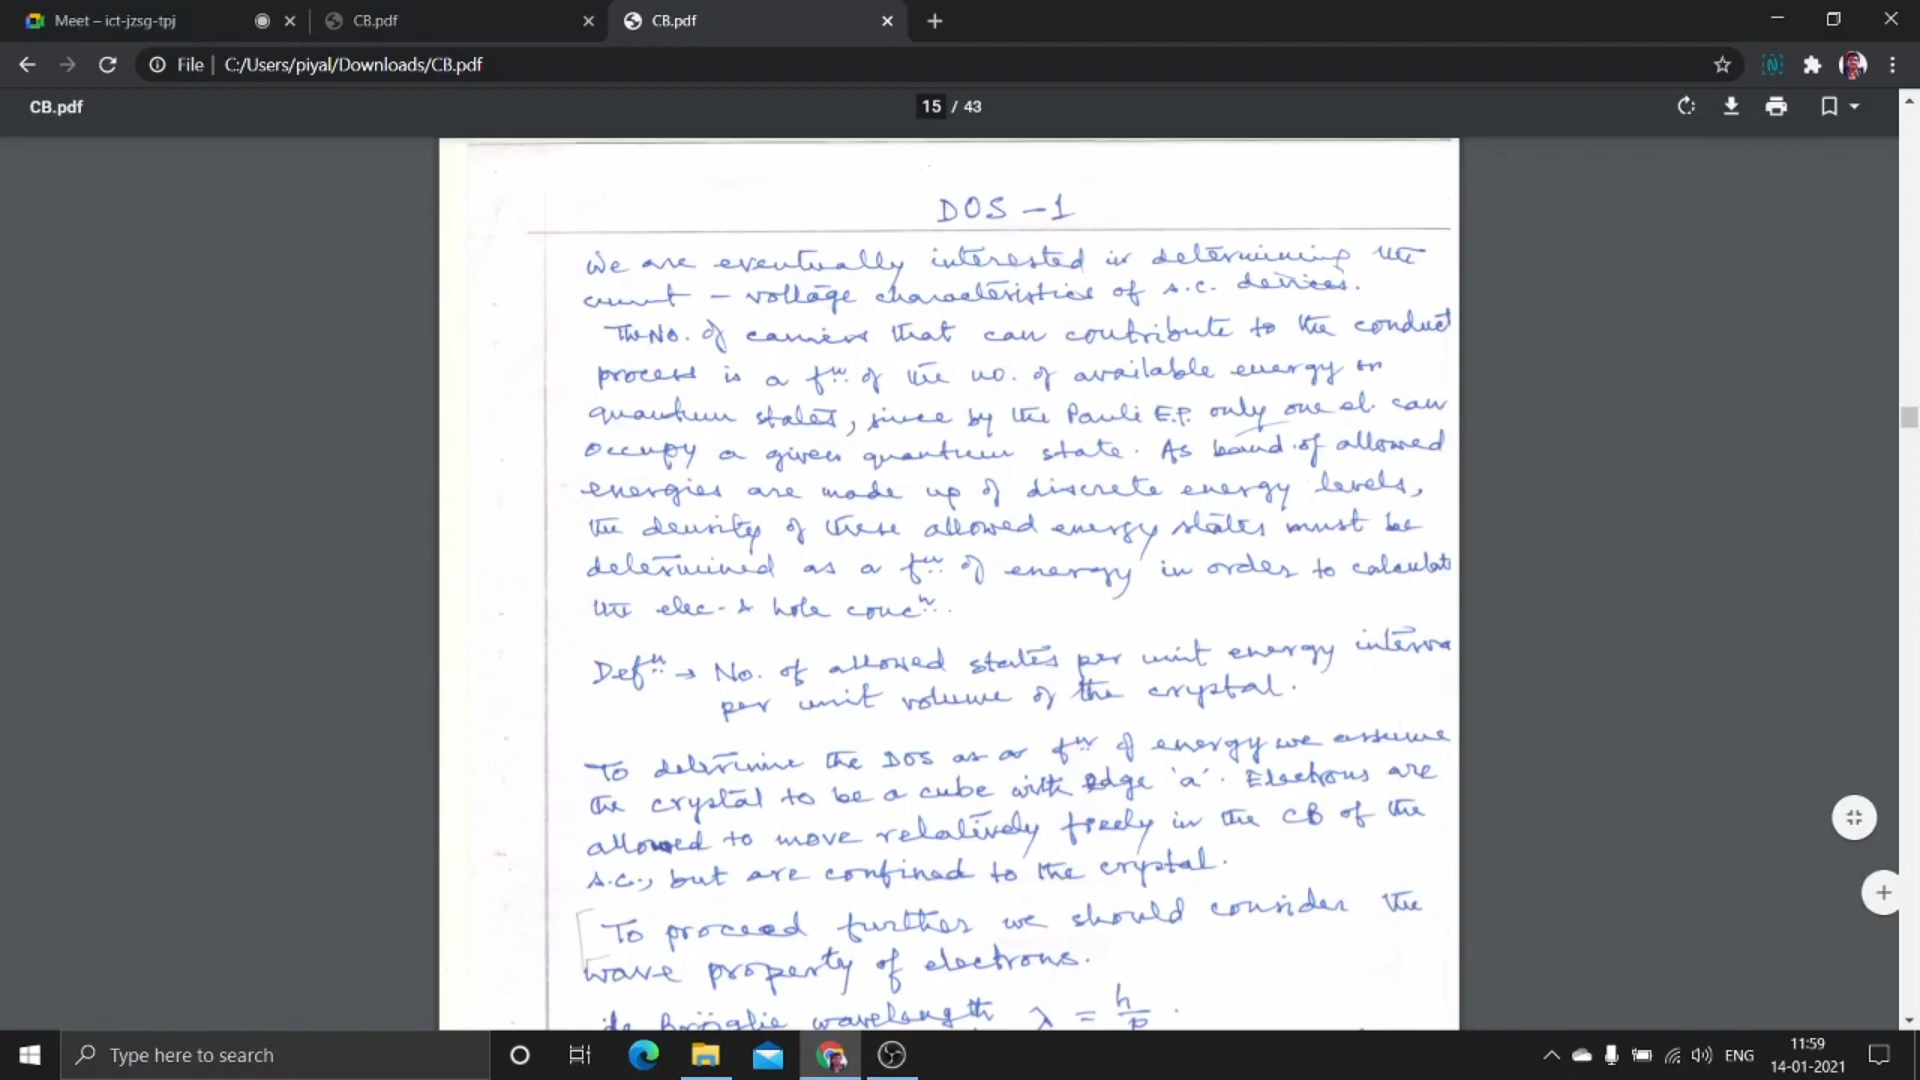 Meet – ict-jzsg-tpj
CB.pdf
CB.pdf
File | C:/Users/piyal/Downloads/CB.pdf
CB.pdf
15 / 43
DOS – 1
We are eventually interested in determining the
current – voltage characteristics of s.c. devices.
The No. of carriers that can contribute to the conduct
process is a fn. of the no. of available energy or
quantum states, since by the Pauli E.P. only one el. can
occupy a given quantum state. As band of allowed
energies are made up of discrete energy levels,
the density of these allowed energy states must be
determined as a fn. of energy in order to calculate
the elec. & hole concn.
Defn. → No. of allowed states per unit energy interva
per unit volume of the crystal.
To determine the DOS as a fn. of energy we assume
the crystal to be a cube with edge 'a'. Electrons are
allowed to move relatively freely in the CB of the
s.c., but are confined to the crystal.
To proceed further we should consider the
wave property of electrons.
de Broglie wavelength λ = h/p.
Type here to search
ENG
11:59
14-01-2021